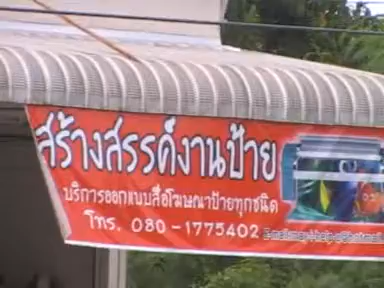 สร้างสรรค์งานป้าย
บริการออกแบบสื่อโฆษณาป้ายทุกชนิด
โทร. 080-1775402